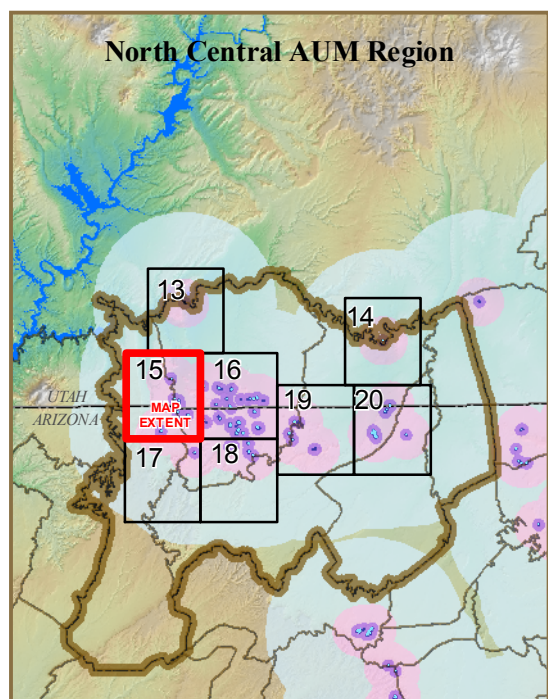 North Central AUM Region
13
14
15
16
UTAH
ARIZONA
MAP
EXTENT
19
20
17
18